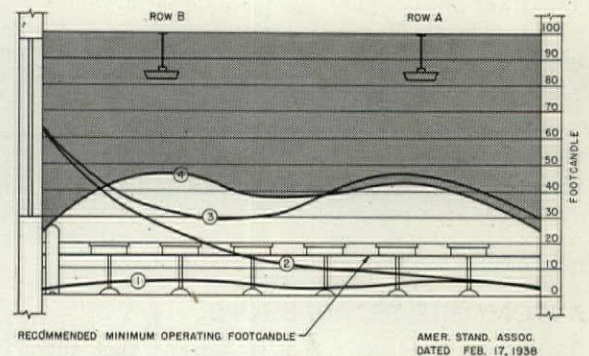 ROW B
ROW A
100
90
80
70
60
50
40
30
20
10
0
FOOTCANDLE
4
3
2
1
RECOMMENDED MINIMUM OPERATING FOOTCANDLE
AMER. STAND. ASSOC.
DATED FEB. 17, 1938